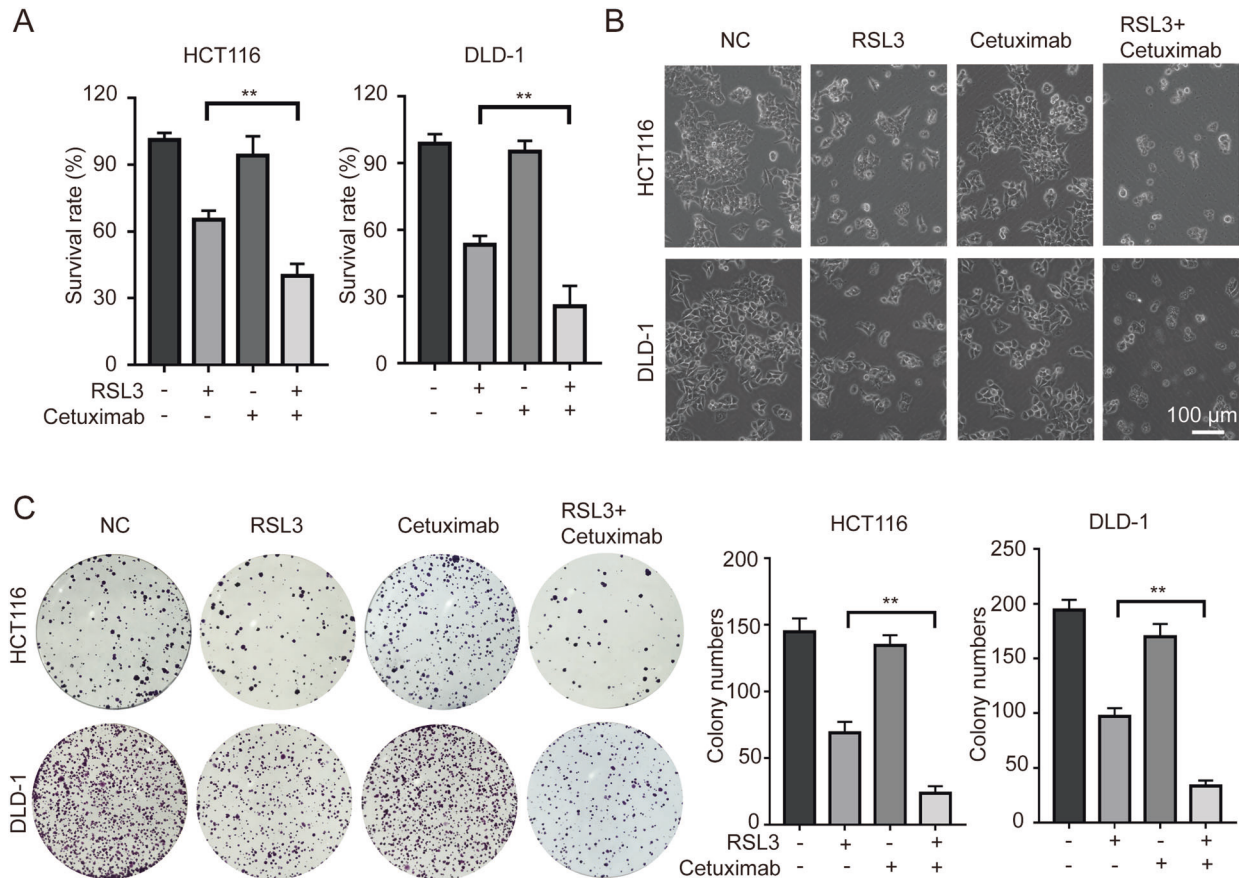 A
HCT116
Survival rate (%)
120
90
60
30
0
**
RSL3 - + - +
Cetuximab - - + +
DLD-1
Survival rate (%)
120
90
60
30
0
**
- + - +
- - + +
B
NC
RSL3
Cetuximab
RSL3+
Cetuximab
HCT116
DLD-1
100 µm
C
NC
RSL3
Cetuximab
RSL3+
Cetuximab
HCT116
DLD-1
HCT116
Colony numbers
200
150
100
50
0
**
RSL3 - + - +
Cetuximab - - + +
DLD-1
Colony numbers
250
200
150
100
50
0
**
- + - +
- - + +